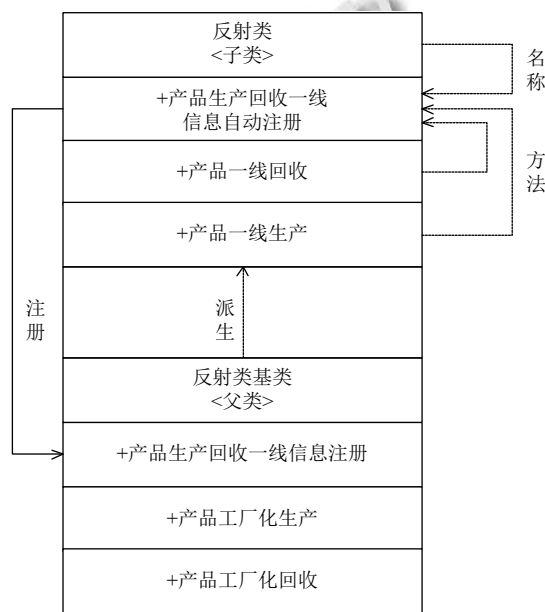 反射类
<子类>
名
称
+产品生产回收一线
信息自动注册
+产品一线回收
方
法
+产品一线生产
注
册
派
生
反射类基类
<父类>
+产品生产回收一线信息注册
+产品工厂化生产
+产品工厂化回收